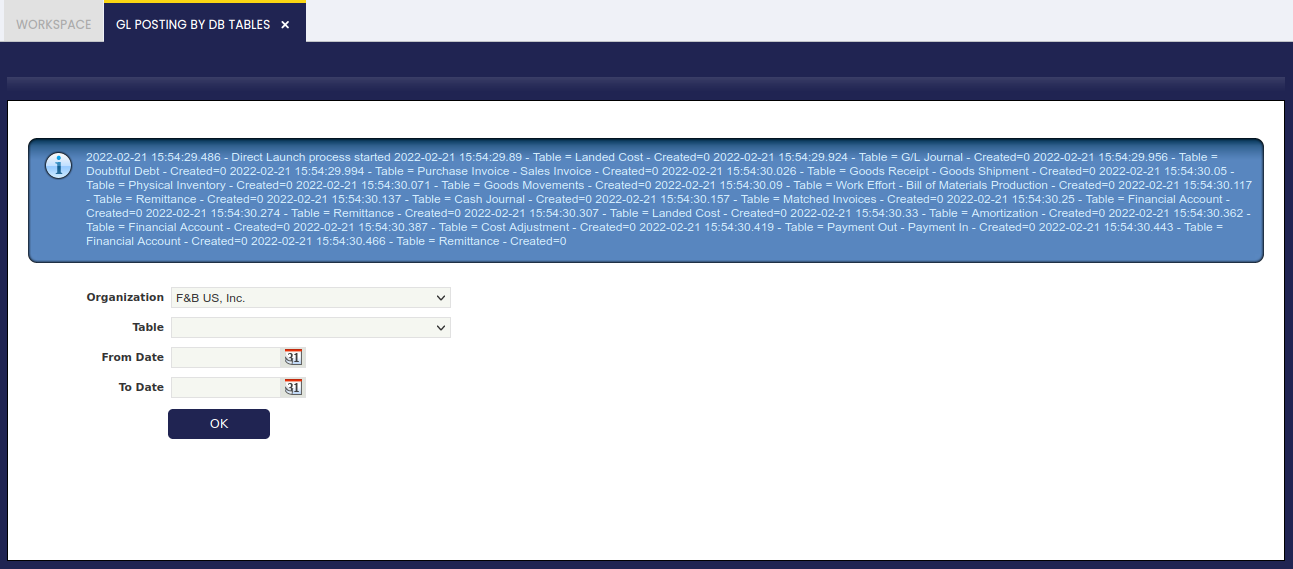 WORKSPACE
GL POSTING BY DB TABLES ×
2022-02-21 15:54:29.486 - Direct Launch process started 2022-02-21 15:54:29.89 - Table = Landed Cost - Created=0 2022-02-21 15:54:29.924 - Table = G/L Journal - Created=0 2022-02-21 15:54:29.956 - Table =
Doubtful Debt - Created=0 2022-02-21 15:54:29.994 - Table = Purchase Invoice - Sales Invoice - Created=0 2022-02-21 15:54:30.026 - Table = Goods Receipt - Goods Shipment - Created=0 2022-02-21 15:54:30.05 -
Table = Physical Inventory - Created=0 2022-02-21 15:54:30.071 - Table = Goods Movements - Created=0 2022-02-21 15:54:30.09 - Table = Work Effort - Bill of Materials Production - Created=0 2022-02-21 15:54:30.117
- Table = Remittance - Created=0 2022-02-21 15:54:30.137 - Table = Cash Journal - Created=0 2022-02-21 15:54:30.157 - Table = Matched Invoices - Created=0 2022-02-21 15:54:30.25 - Table = Financial Account -
Created=0 2022-02-21 15:54:30.274 - Table = Remittance - Created=0 2022-02-21 15:54:30.307 - Table = Landed Cost - Created=0 2022-02-21 15:54:30.33 - Table = Amortization - Created=0 2022-02-21 15:54:30.362 -
Table = Financial Account - Created=0 2022-02-21 15:54:30.387 - Table = Cost Adjustment - Created=0 2022-02-21 15:54:30.419 - Table = Payment Out - Payment In - Created=0 2022-02-21 15:54:30.443 - Table =
Financial Account - Created=0 2022-02-21 15:54:30.466 - Table = Remittance - Created=0
Organization F&B US, Inc.
Table
From Date 31
To Date 31
OK